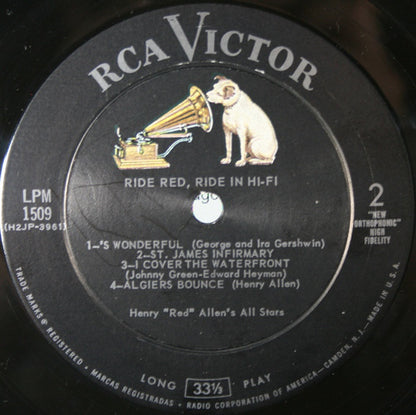 RCA VICTOR
RIDE RED, RIDE IN HI-FI
LPM
1509
(H2JP-3961)
2
"NEW
ORTHOPHONIC"
HIGH
FIDELITY
1—'S WONDERFUL (George and Ira Gershwin)
2—ST. JAMES INFIRMARY
3—I COVER THE WATERFRONT
(Johnny Green-Edward Heyman)
4—ALGIERS BOUNCE (Henry Allen)
Henry "Red" Allen's All Stars
LONG 33⅓ PLAY
TRADE MARKS ® REGISTERED • MARCAS REGISTRADAS • RADIO CORPORATION OF AMERICA—CAMDEN, N.J.—MADE IN U.S.A.